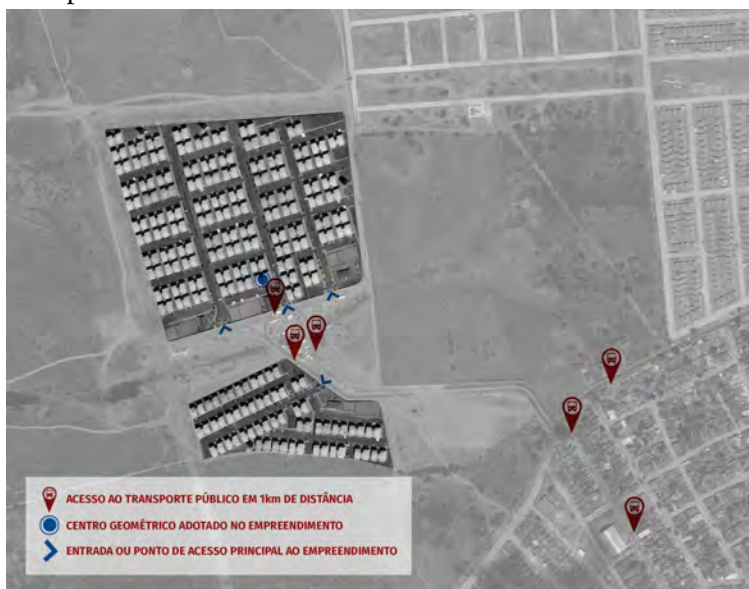 ACESSO AO TRANSPORTE PÚBLICO EM 1km DE DISTÂNCIA
CENTRO GEOMÉTRICO ADOTADO NO EMPREENDIMENTO
ENTRADA OU PONTO DE ACESSO PRINCIPAL AO EMPREENDIMENTO